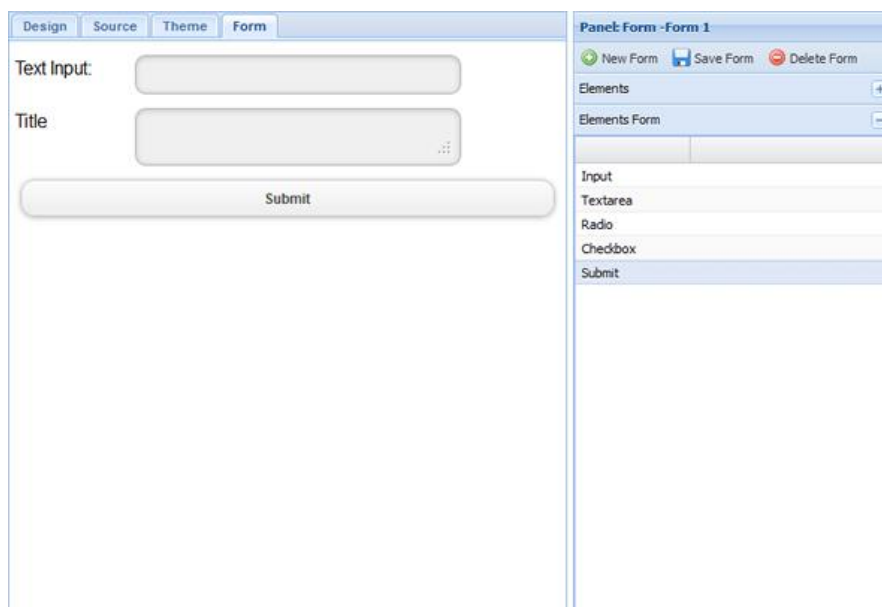 Design Source Theme Form
Text Input:
Title
Submit
Panel: Form -Form 1
New Form Save Form Delete Form
Elements
Elements Form
Input
Textarea
Radio
Checkbox
Submit